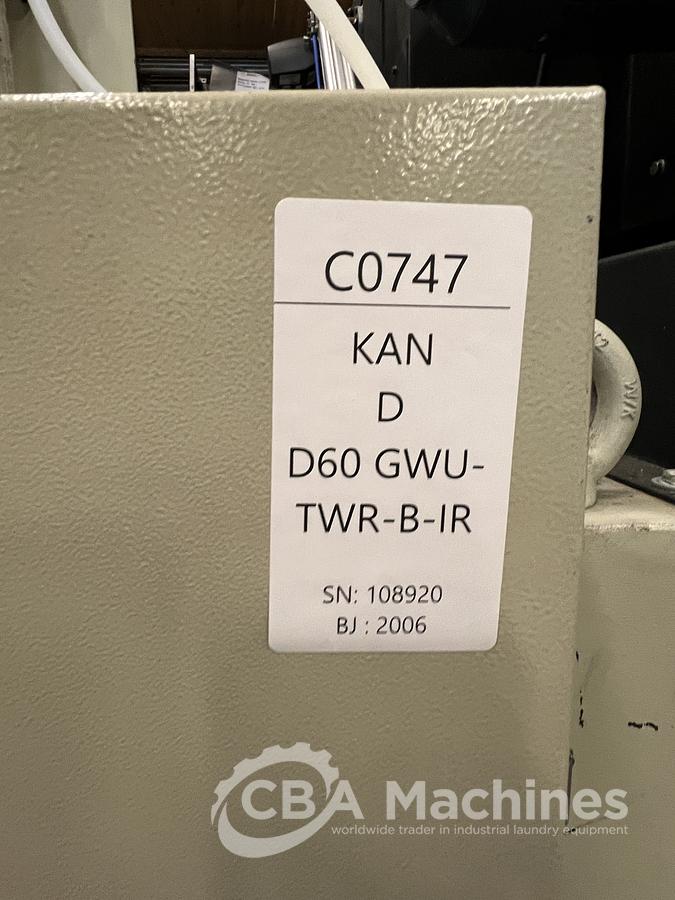 C0747
KAN
D
D60 GWU-
TWR-B-IR
SN: 108920
BJ : 2006
CBA Machines
worldwide trader in industrial laundry equipment